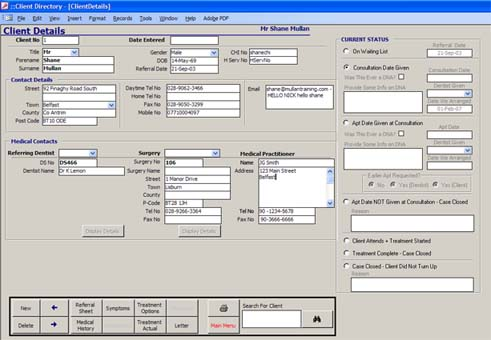 ::Client Directory - [ClientDetails]
File Edit View Insert Format Records Tools Window Help Adobe PDF
Client Details
Mr Shane Mullan
Client No 1 Date Entered
Title Mr Gender Male CHI No shanechi
Forename Shane DOB 14-May-69 H Serv No HServNo
Surname Mullan Referral Date 21-Sep-03
Contact Details
Street 92 Finaghy Road South
Town Belfast
County Co Antrim
Post Code BT10 ODE
Daytime Tel No 028-9062-3466
Home Tel No
Fax No 028-9050-3299
Mobile No 07710004097
Email shane@mullantraining.com - HELLO NICK hello shane
Medical Contacts
Referring Dentist
DS No DS466
Dentist Name Dr K Lemon
Surgery
Surgery No 106
Surgery Name
Street 1 Manor Drive
Town Lisburn
County
P-Code BT28 1JH
Tel No 028-9266-3364
Fax No
Medical Practitioner
Name JG Smith
Address 123 Main Street
Belfast
Tel No 90 -1234-5678
Fax No 90-3666-6666
Display Details
Display Details
CURRENT STATUS
On Waiting List
Referral Date
21-Sep-03
Consultation Date Given
Was This Ever a DNA?
Consultation Date
Provide Some Info on DNA
Dentist Given
Date Was Arranged
01-Feb-07
Apt Date Given at Consultation
Was This Ever a DNA?
Apt Date
Provide Some Info on DNA
Dentist Given
Date Was Arranged
Earlier Apt Requested?
No Yes (Dentist) Yes (Client)
Apt Date NOT Given at Consultation - Case Closed
Reason
Client Attends + Treatment Started
Treatment Complete - Case Closed
Case Closed - Client Did Not Turn Up
Reason
New
Referral Sheet
Symptoms
Treatment Options
Search For Client
Delete
Medical History
Treatment Actual
Letter
Main Menu